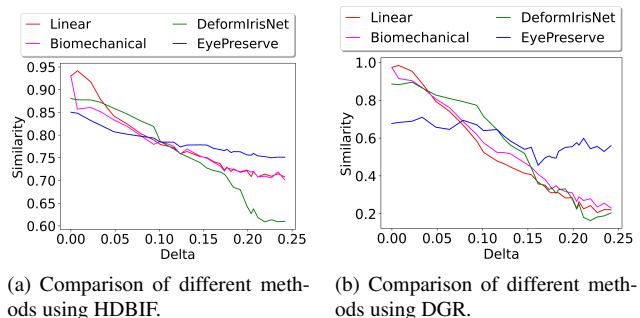 Linear
DeformIrisNet
Biomechanical
EyePreserve
0.95
0.90
0.85
0.80
0.75
0.70
0.65
0.60
Similarity
0.00 0.05 0.10 0.15 0.20 0.25
Delta
(a) Comparison of different meth-
ods using HDBIF.
Linear
DeformIrisNet
Biomechanical
EyePreserve
1.0
0.8
0.6
0.4
0.2
Similarity
0.00 0.05 0.10 0.15 0.20 0.25
Delta
(b) Comparison of different meth-
ods using DGR.